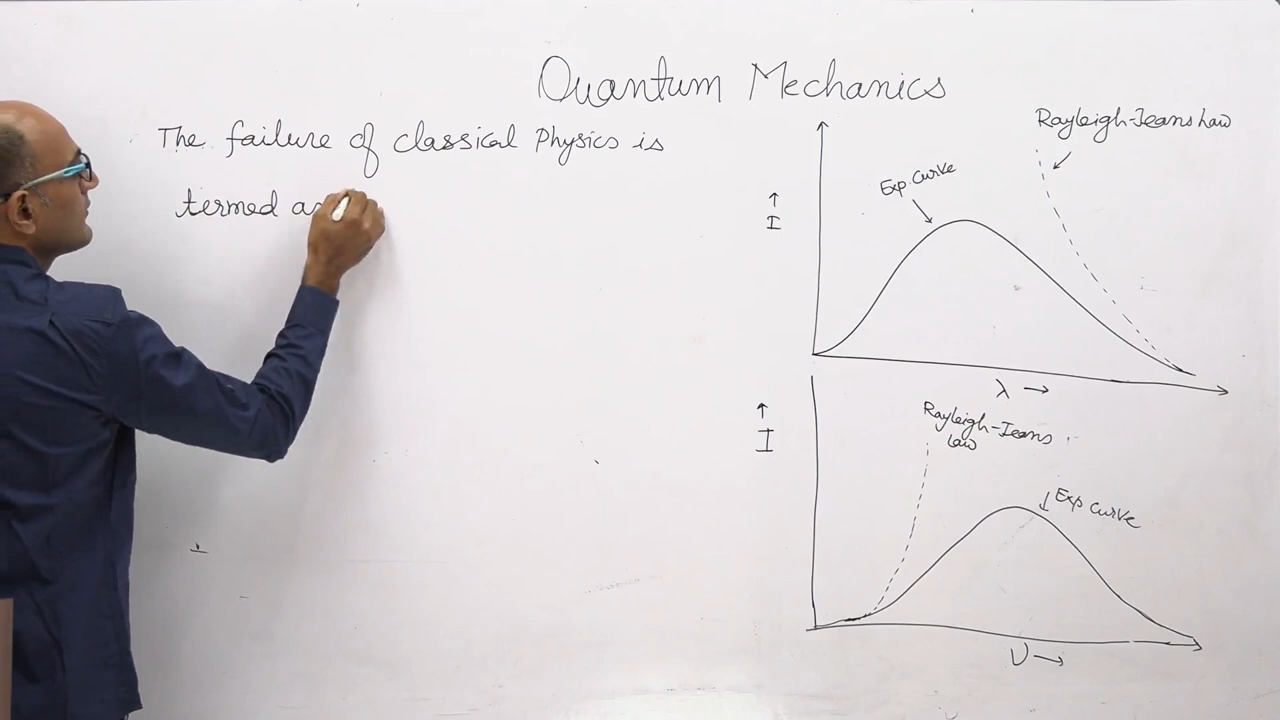 Quantum Mechanics
The failure of classical Physics is
termed as
Rayleigh-Jeans Law
Exp. Curve
↑
I
λ →
↑
I
Rayleigh-Jeans
Law
Exp Curve
ν →